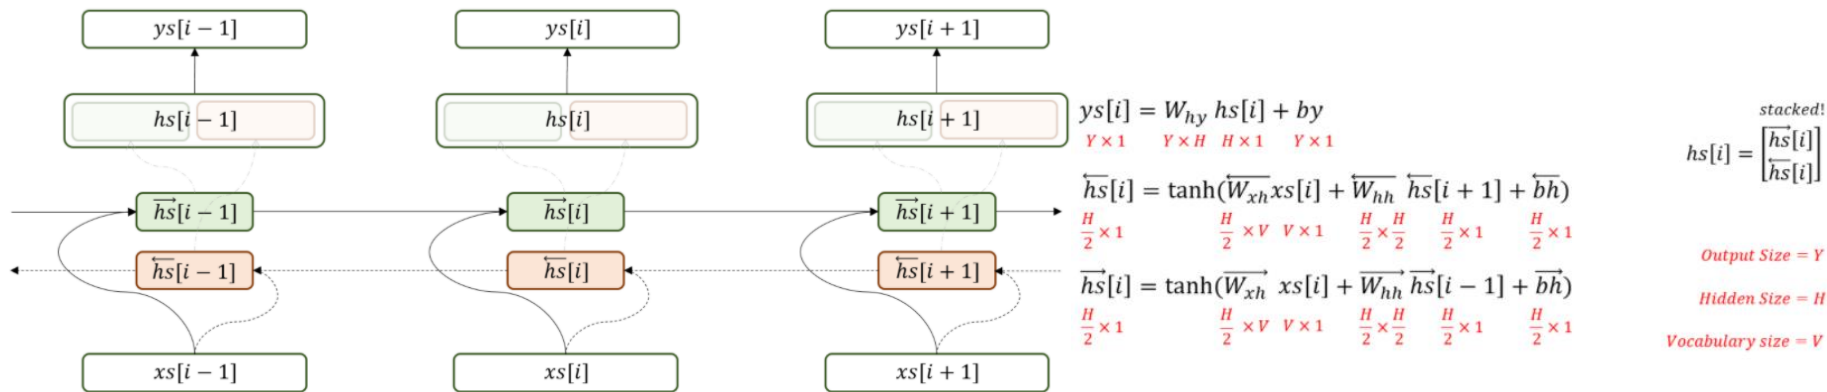 ys[i − 1] ys[i] ys[i + 1]
hs[i − 1] hs[i] hs[i + 1]
→hs[i − 1] →hs[i] →hs[i + 1]
←hs[i − 1] ←hs[i] ←hs[i + 1]
xs[i − 1] xs[i] xs[i + 1]
ys[i] = W_hy hs[i] + by
Y × 1 Y × H H × 1 Y × 1
←hs[i] = tanh(←W_xh xs[i] + ←W_hh ←hs[i + 1] + ←bh)
H/2 × 1 H/2 × V V × 1 H/2 × H/2 H/2 × 1 H/2 × 1
→hs[i] = tanh(→W_xh xs[i] + →W_hh →hs[i − 1] + →bh)
H/2 × 1 H/2 × V V × 1 H/2 × H/2 H/2 × 1 H/2 × 1
stacked!
hs[i] = [→hs[i]
←hs[i]]
Output Size = Y
Hidden Size = H
Vocabulary size = V